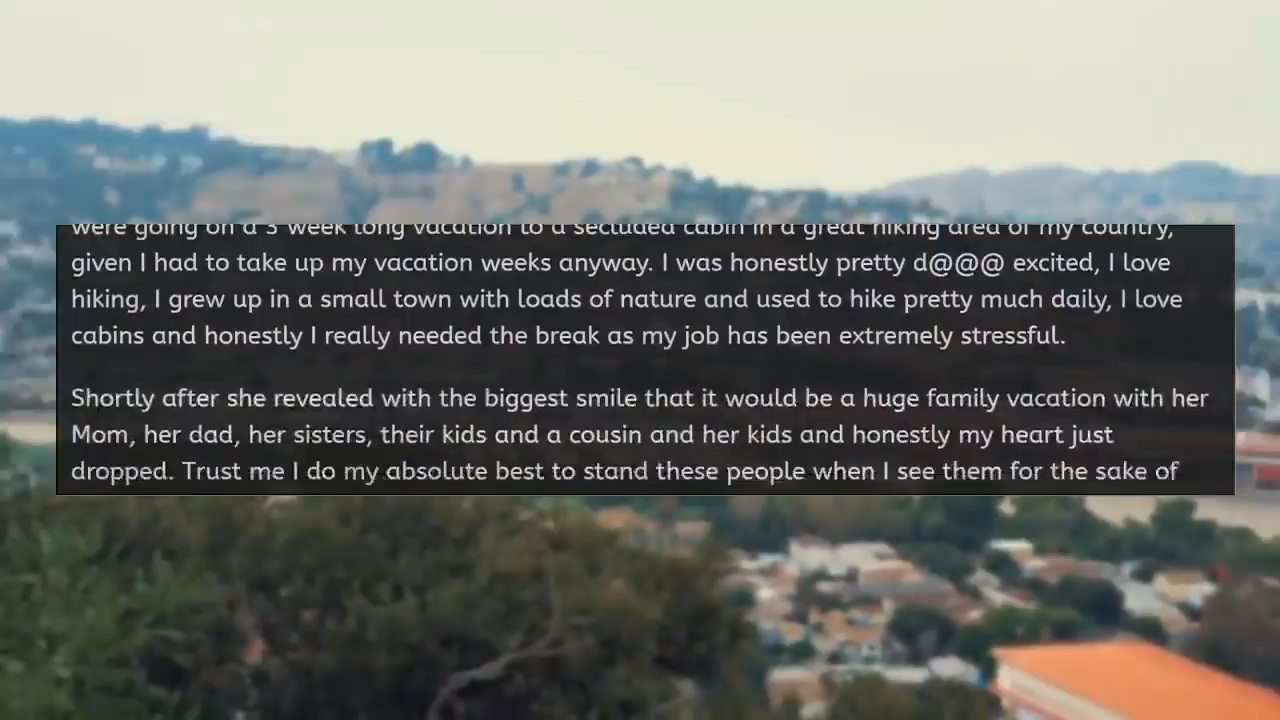 were going on a 3 week long vacation to a secluded cabin in a great hiking area of my country,
given I had to take up my vacation weeks anyway. I was honestly pretty d@@@ excited, I love
hiking, I grew up in a small town with loads of nature and used to hike pretty much daily, I love
cabins and honestly I really needed the break as my job has been extremely stressful.
Shortly after she revealed with the biggest smile that it would be a huge family vacation with her
Mom, her dad, her sisters, their kids and a cousin and her kids and honestly my heart just
dropped. Trust me I do my absolute best to stand these people when I see them for the sake of